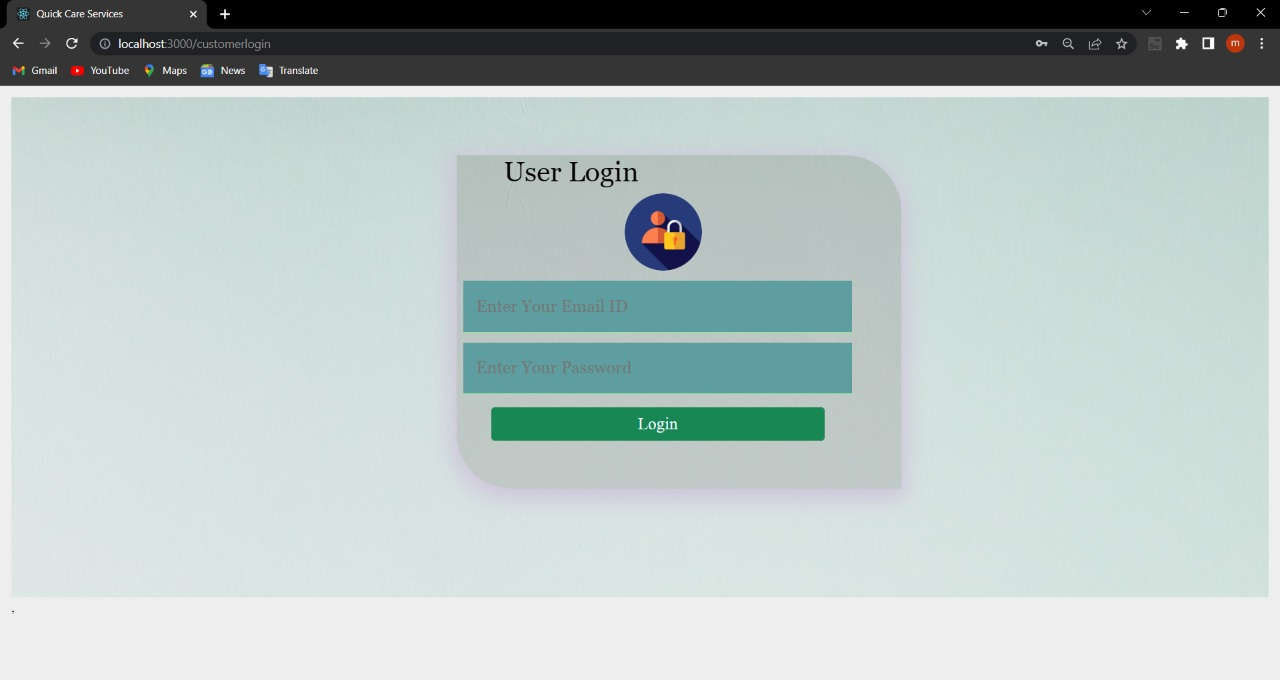 Quick Care Services
localhost:3000/customerlogin
m
Gmail YouTube Maps News Translate
User Login
Enter Your Email ID
Enter Your Password
Login
,